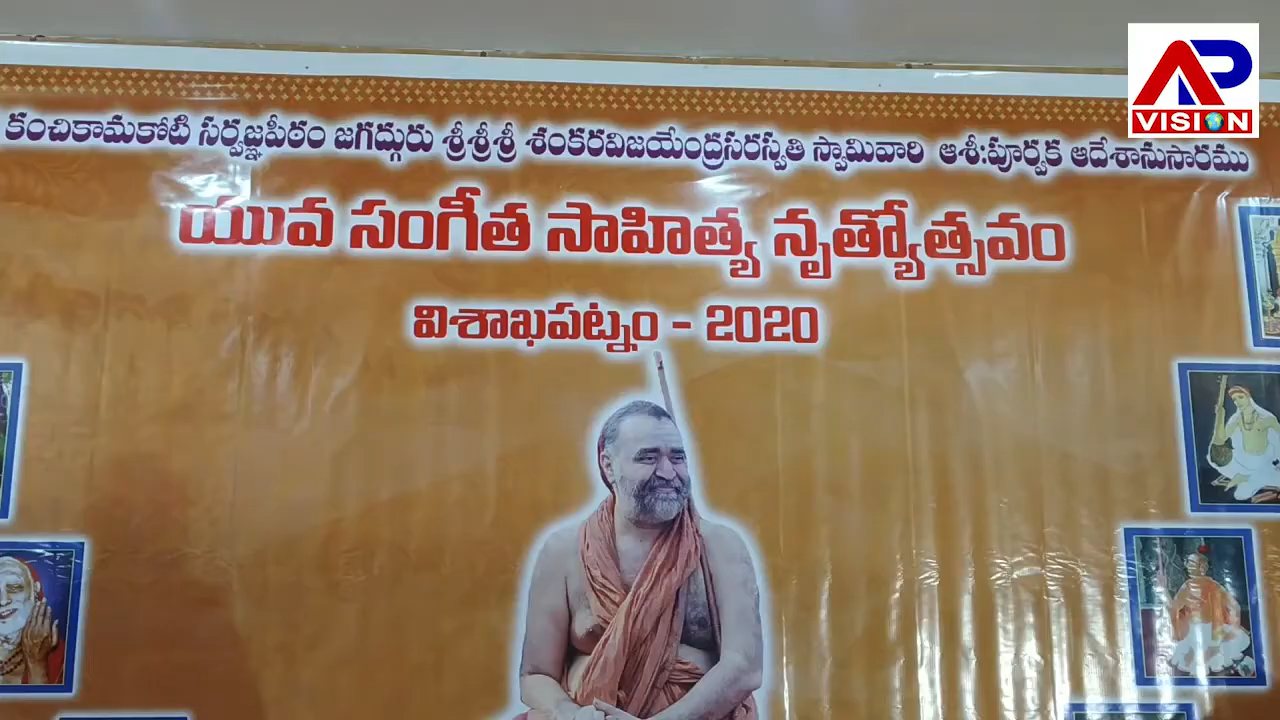 AP
VISION
కంచికామకోటి సర్వజ్ఞపీఠం జగద్గురు శ్రీశ్రీశ్రీ శంకరవిజయేంద్రసరస్వతి స్వామివారి ఆశీ:పూర్వక ఆదేశానుసారము
యువ సంగీత సాహిత్య నృత్యోత్సవం
విశాఖపట్నం - 2020